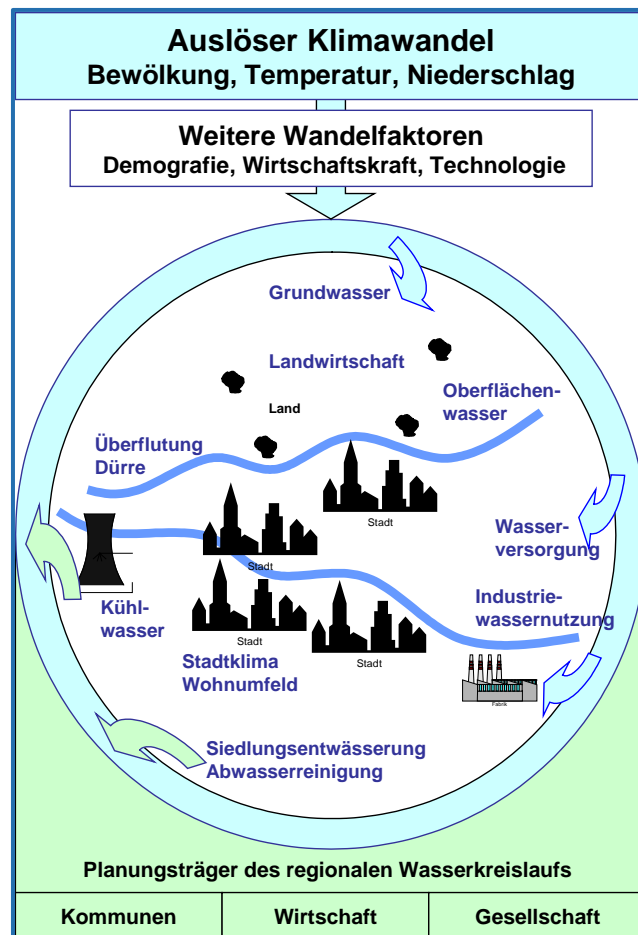 Auslöser Klimawandel
Bewölkung, Temperatur, Niederschlag
Weitere Wandelfaktoren
Demografie, Wirtschaftskraft, Technologie
Grundwasser
Landwirtschaft
Land
Oberflächen-
wasser
Überflutung
Dürre
Stadt
Stadt
Wasser-
versorgung
Kühl-
wasser
Industrie-
wassernutzung
Stadt
Stadt
Stadtklima
Wohnumfeld
Fabrik
Siedlungsentwässerung
Abwasserreinigung
Planungsträger des regionalen Wasserkreislaufs
Kommunen
Wirtschaft
Gesellschaft